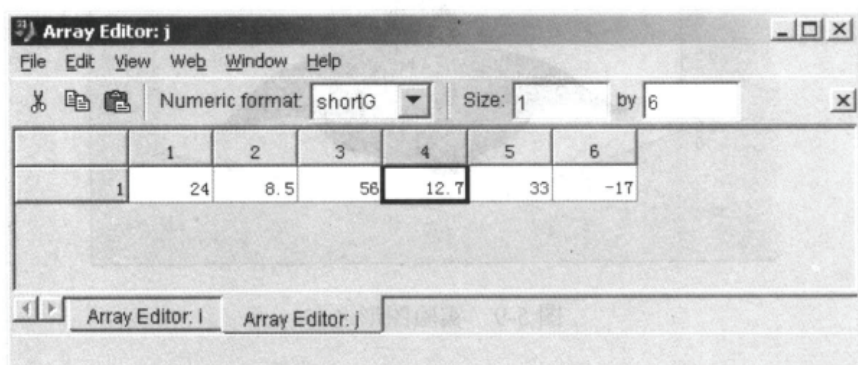 Array Editor: j
File Edit View Web Window Help
Numeric format: shortG Size: 1 by 6
1 2 3 4 5 6
1 24 8.5 56 12.7 33 -17
Array Editor: i Array Editor: j